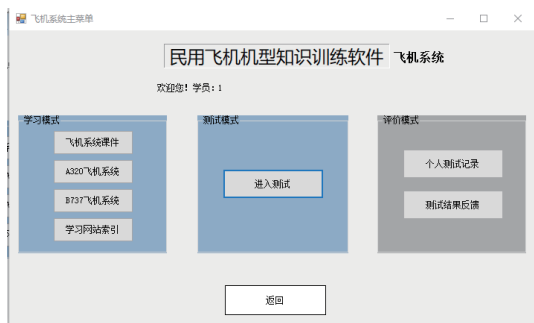 飞机系统主菜单
民用飞机机型知识训练软件 飞机系统
欢迎您！学员：1
学习模式
飞机系统课件
A320飞机系统
B737飞机系统
学习网站索引
测试模式
进入测试
评价模式
个人测试记录
测试结果反馈
返回